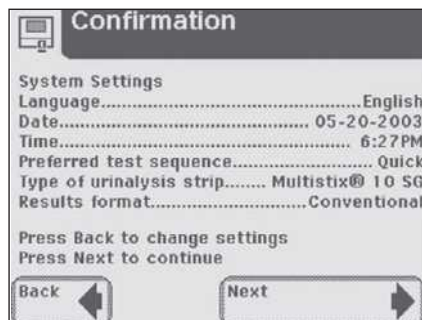 Confirmation
System Settings
Language..............................................English
Date............................................ 05-20-2003
Time.................................................... 6:27PM
Preferred test sequence......................... Quick
Type of urinalysis strip........ Multistix® 10 SG
Results format............................Conventional
Press Back to change settings
Press Next to continue
Back Next